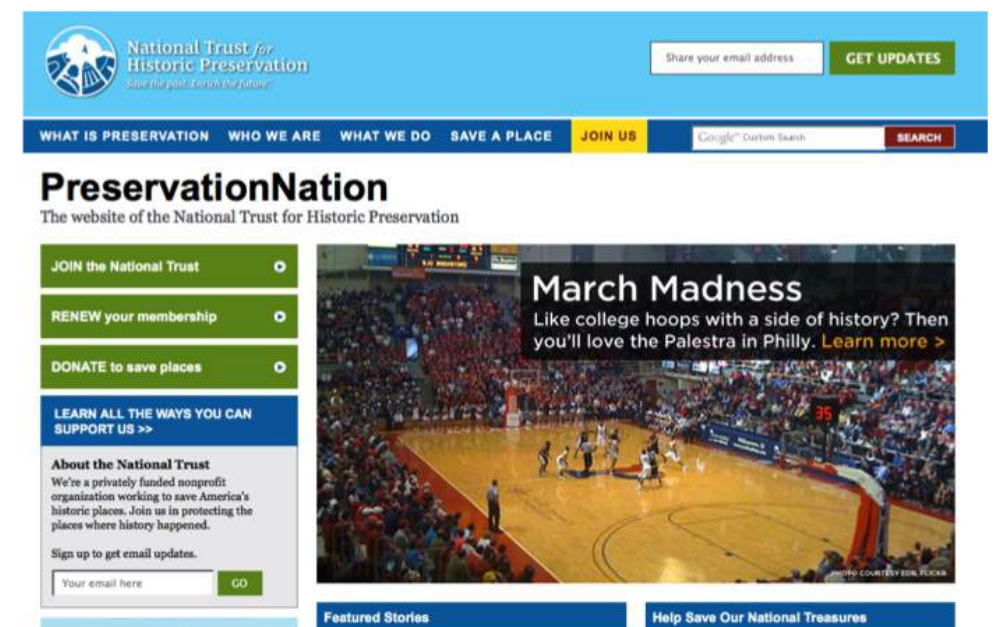 National Trust for
Historic Preservation
Save the past. Enrich the future.
Share your email address
GET UPDATES
WHAT IS PRESERVATION WHO WE ARE WHAT WE DO SAVE A PLACE JOIN US
Google™ Custom Search
SEARCH
PreservationNation
The website of the National Trust for Historic Preservation
JOIN the National Trust
RENEW your membership
DONATE to save places
LEARN ALL THE WAYS YOU CAN
SUPPORT US >>
About the National Trust
We're a privately funded nonprofit
organization working to save America's
historic places. Join us in protecting the
places where history happened.
Sign up to get email updates.
Your email here
GO
March Madness
Like college hoops with a side of history? Then
you'll love the Palestra in Philly. Learn more >
35
PHOTO COURTESY EDR, FLICKR
Featured Stories
Help Save Our National Treasures